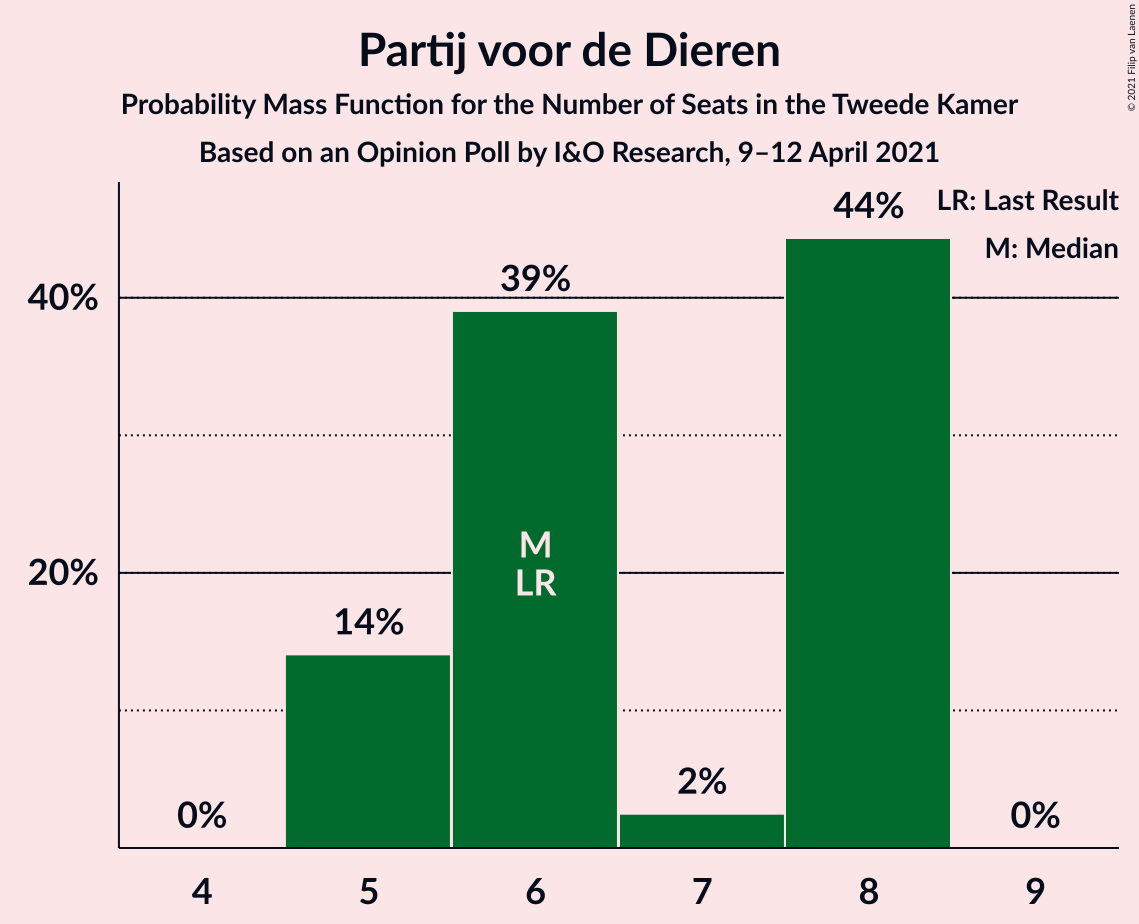 Partij voor de Dieren
Probability Mass Function for the Number of Seats in the Tweede Kamer
Based on an Opinion Poll by I&O Research, 9–12 April 2021
© 2021 Filip van Laenen
LR: Last Result
M: Median
40%
20%
0%
14%
39%
2%
44%
0%
M
LR
4 5 6 7 8 9